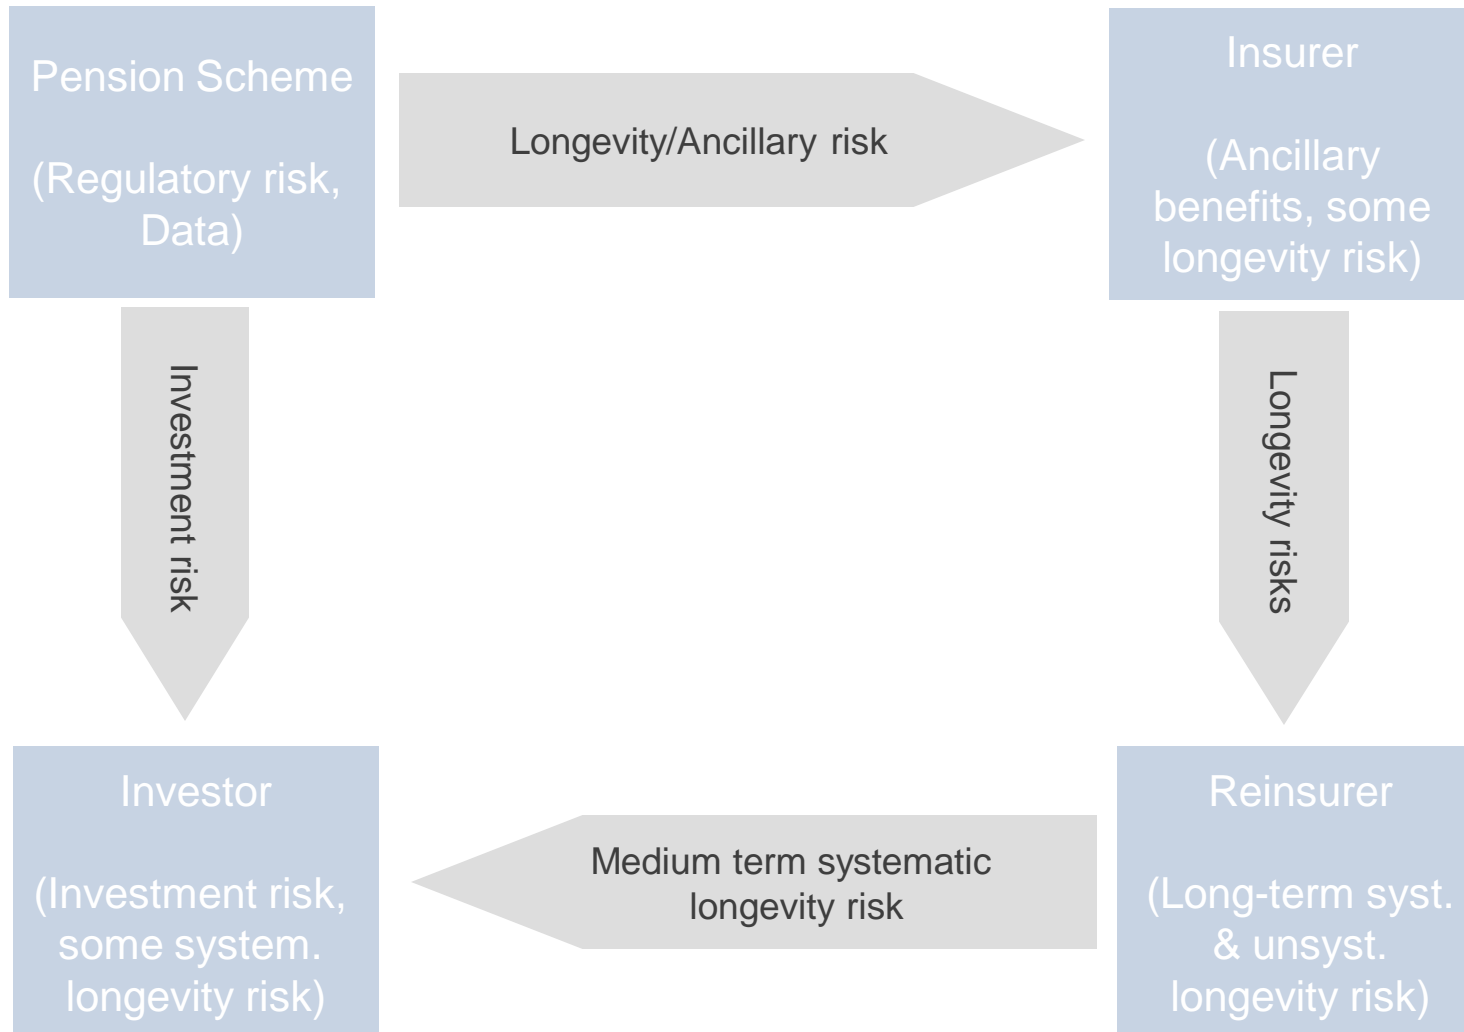 Pension Scheme
(Regulatory risk,
Data)
Longevity/Ancillary risk
Insurer
(Ancillary
benefits, some
longevity risk)
Investment risk
Longevity risks
Investor
(Investment risk,
some system.
longevity risk)
Medium term systematic
longevity risk
Reinsurer
(Long-term syst.
& unsyst.
longevity risk)